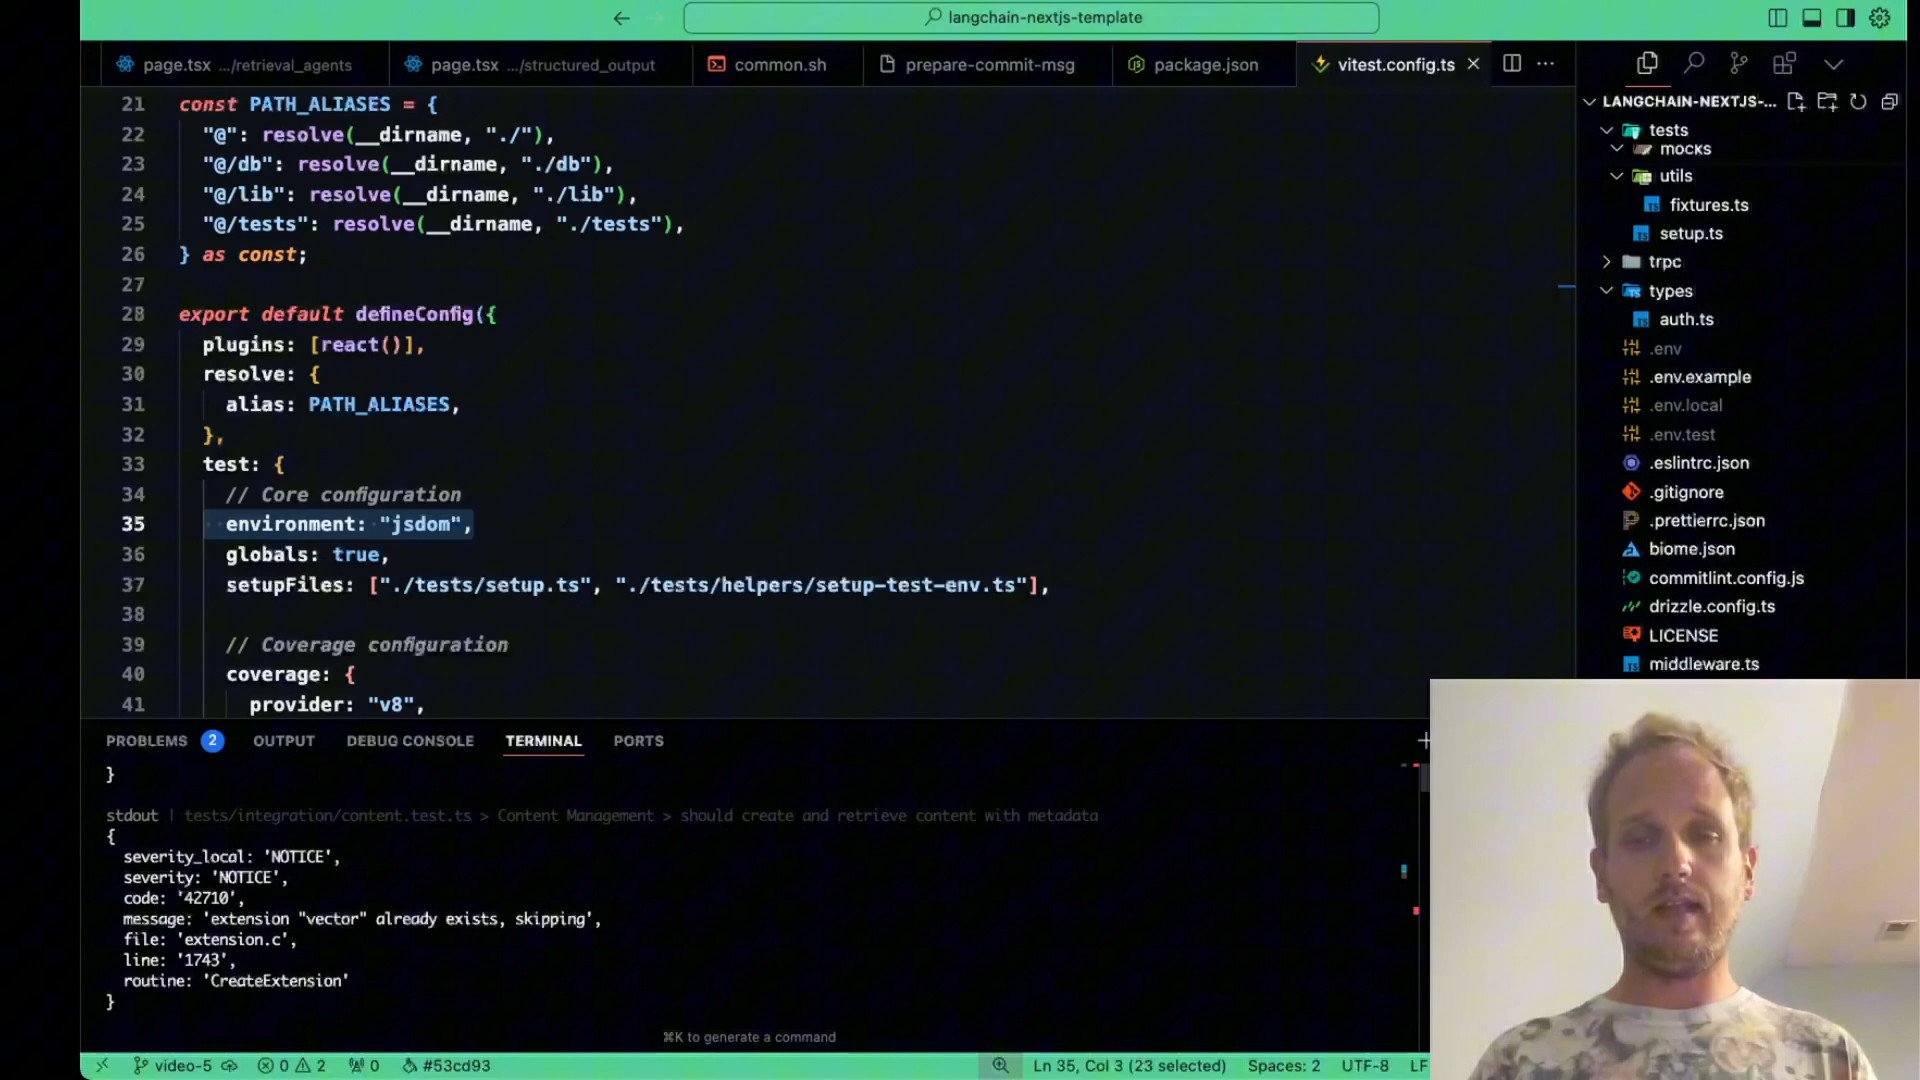 langchain-nextjs-template
page.tsx .../retrieval_agents
page.tsx .../structured_output
common.sh
prepare-commit-msg
package.json
vitest.config.ts
21 const PATH_ALIASES = {
22 "@": resolve(__dirname, "./"),
23 "@/db": resolve(__dirname, "./db"),
24 "@/lib": resolve(__dirname, "./lib"),
25 "@/tests": resolve(__dirname, "./tests"),
26 } as const;
27
28 export default defineConfig({
29 plugins: [react()],
30 resolve: {
31 alias: PATH_ALIASES,
32 },
33 test: {
34 // Core configuration
35 environment: "jsdom",
36 globals: true,
37 setupFiles: ["./tests/setup.ts", "./tests/helpers/setup-test-env.ts"],
38
39 // Coverage configuration
40 coverage: {
41 provider: "v8",
LANGCHAIN-NEXTJS-...
tests
mocks
utils
fixtures.ts
setup.ts
trpc
types
auth.ts
.env
.env.example
.env.local
.env.test
.eslintrc.json
.gitignore
.prettierrc.json
biome.json
commitlint.config.js
drizzle.config.ts
LICENSE
middleware.ts
PROBLEMS 2 OUTPUT DEBUG CONSOLE TERMINAL PORTS
}
stdout | tests/integration/content.test.ts > Content Management > should create and retrieve content with metadata
{
severity_local: 'NOTICE',
severity: 'NOTICE',
code: '42710',
message: 'extension "vector" already exists, skipping',
file: 'extension.c',
line: '1743',
routine: 'CreateExtension'
}
⌘K to generate a command
video-5 0 2 0 #53cd93 Ln 35, Col 3 (23 selected) Spaces: 2 UTF-8 LF